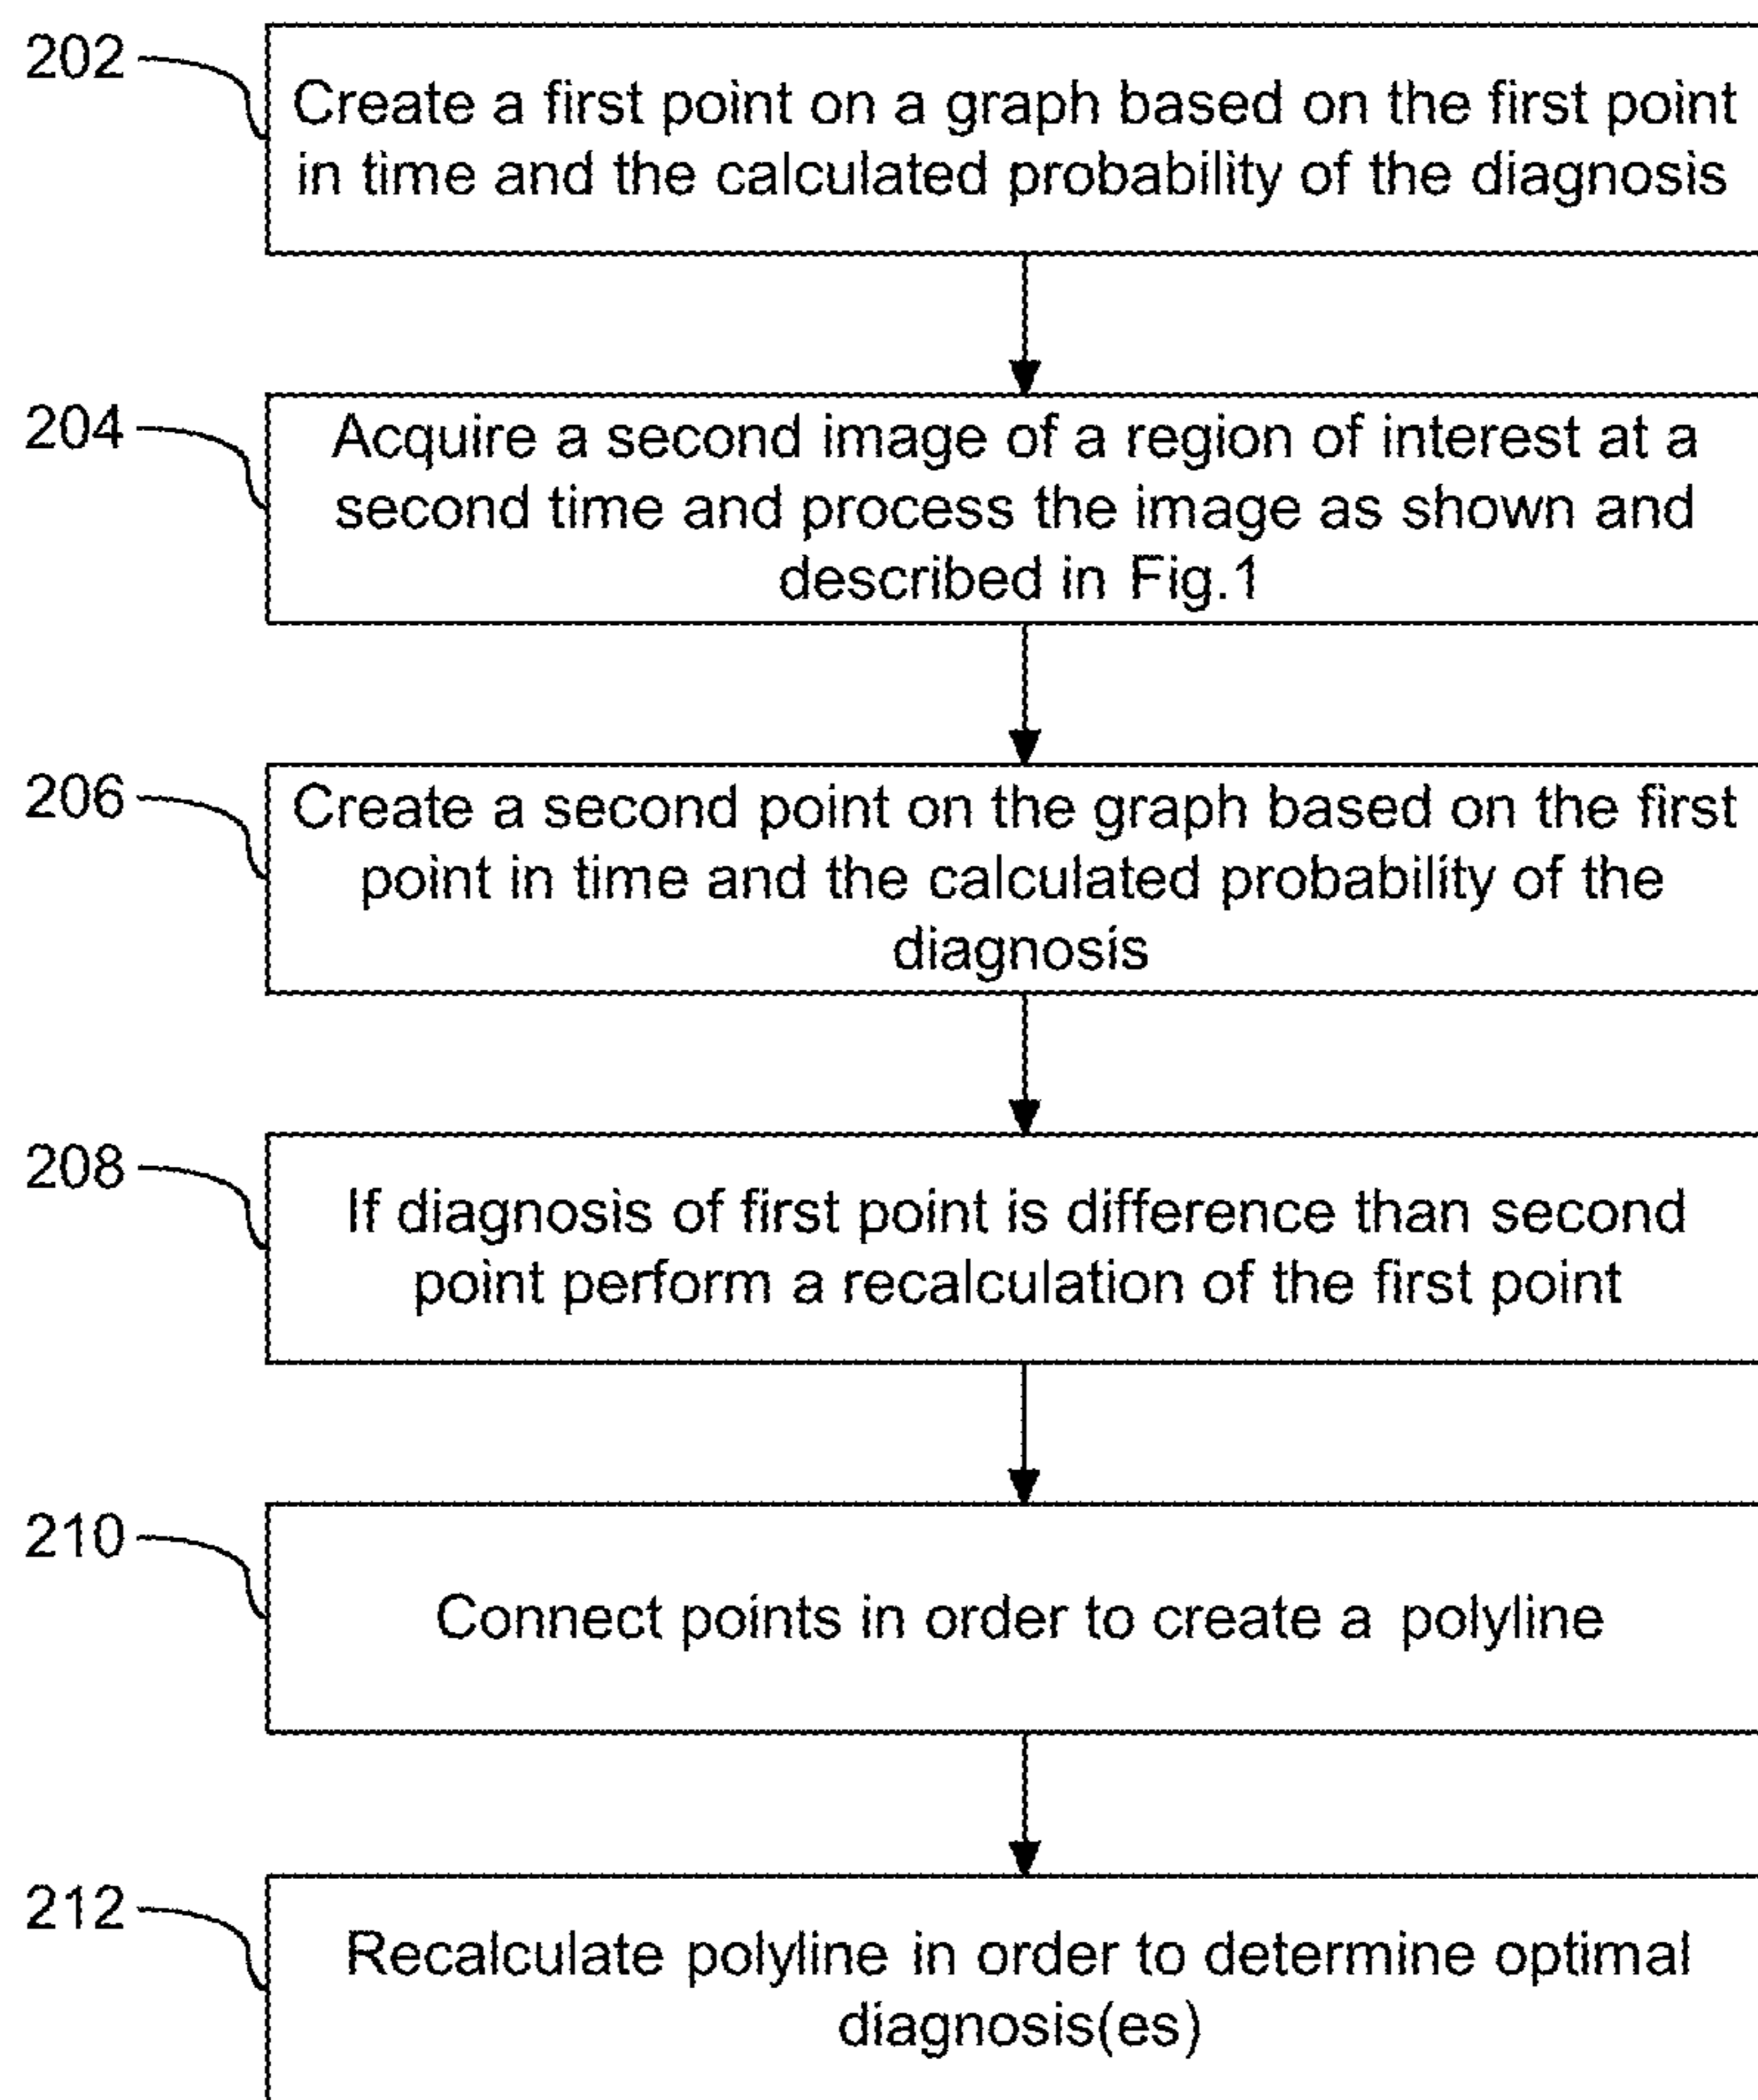 202
Create a first point on a graph based on the first point
in time and the calculated probability of the diagnosis
204
Acquire a second image of a region of interest at a
second time and process the image as shown and
described in Fig.1
206
Create a second point on the graph based on the first
point in time and the calculated probability of the
diagnosis
208
If diagnosis of first point is difference than second
point perform a recalculation of the first point
210
Connect points in order to create a polyline
212
Recalculate polyline in order to determine optimal
diagnosis(es)